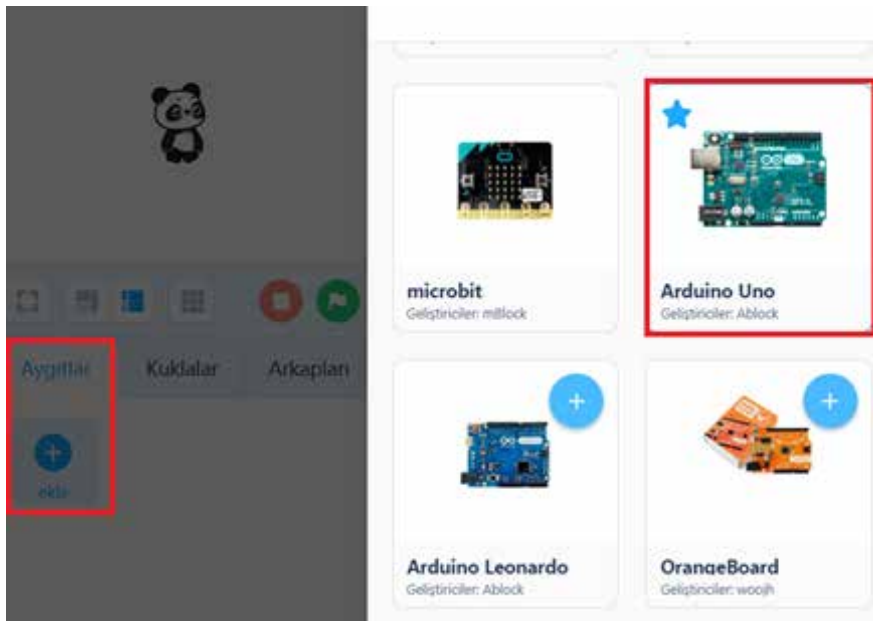 Aygıtlar Kuklalar Arkaplan
ekle
microbit
Geliştiriciler: mBlock
Arduino Uno
Geliştiriciler: Ablock
Arduino Leonardo
Geliştiriciler: Ablock
OrangeBoard
Geliştiriciler: woojh